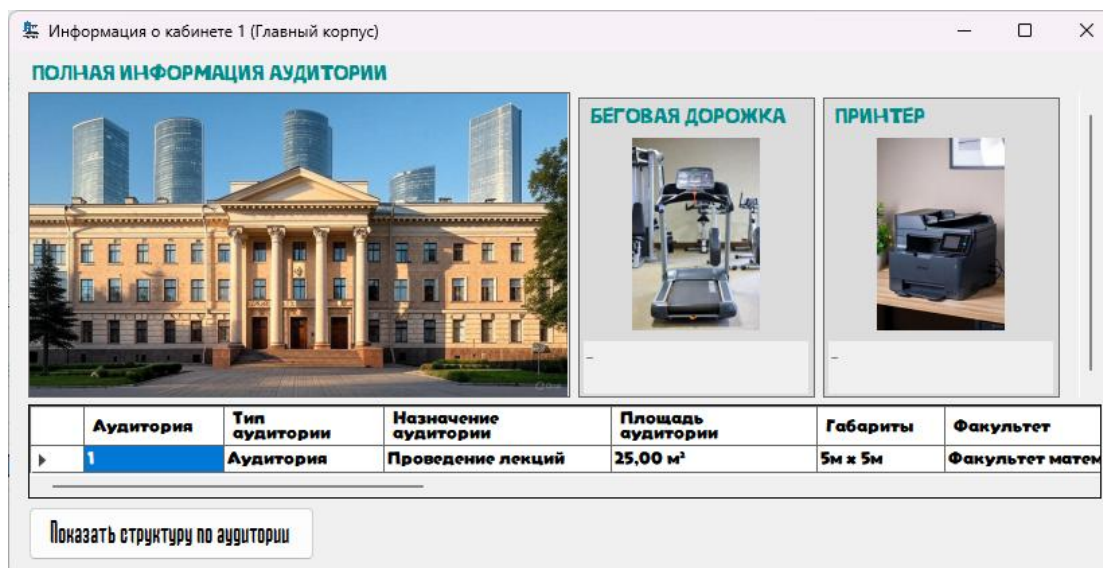 Информация о кабинете 1 (Главный корпус)
ПОЛНАЯ ИНФОРМАЦИЯ АУДИТОРИИ
БЕГОВАЯ ДОРОЖКА
ПРИНТЕР
–
–
Аудитория
Тип
аудитории
Назначение
аудитории
Площадь
аудитории
Габариты
Факультет
1
Аудитория
Проведение лекций
25,00 м²
5м х 5м
Факультет матем
Показать структуру по аудитории